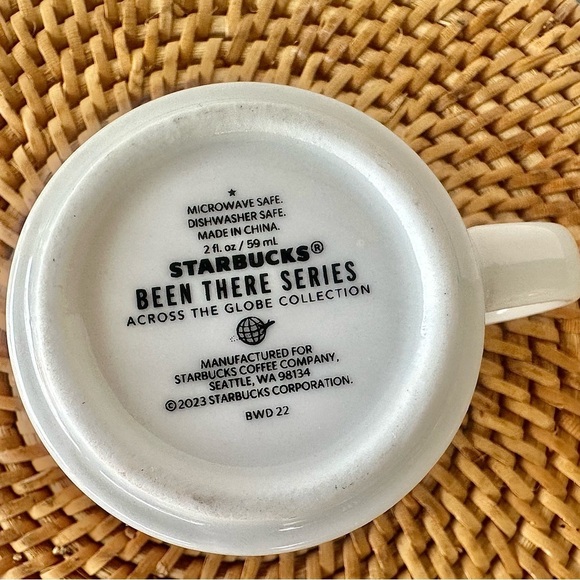 MICROWAVE SAFE.
DISHWASHER SAFE.
MADE IN CHINA.
2 fl. oz / 59 mL
STARBUCKS®
BEEN THERE SERIES
ACROSS THE GLOBE COLLECTION
MANUFACTURED FOR
STARBUCKS COFFEE COMPANY,
SEATTLE, WA 98134
©2023 STARBUCKS CORPORATION.
BWD 22